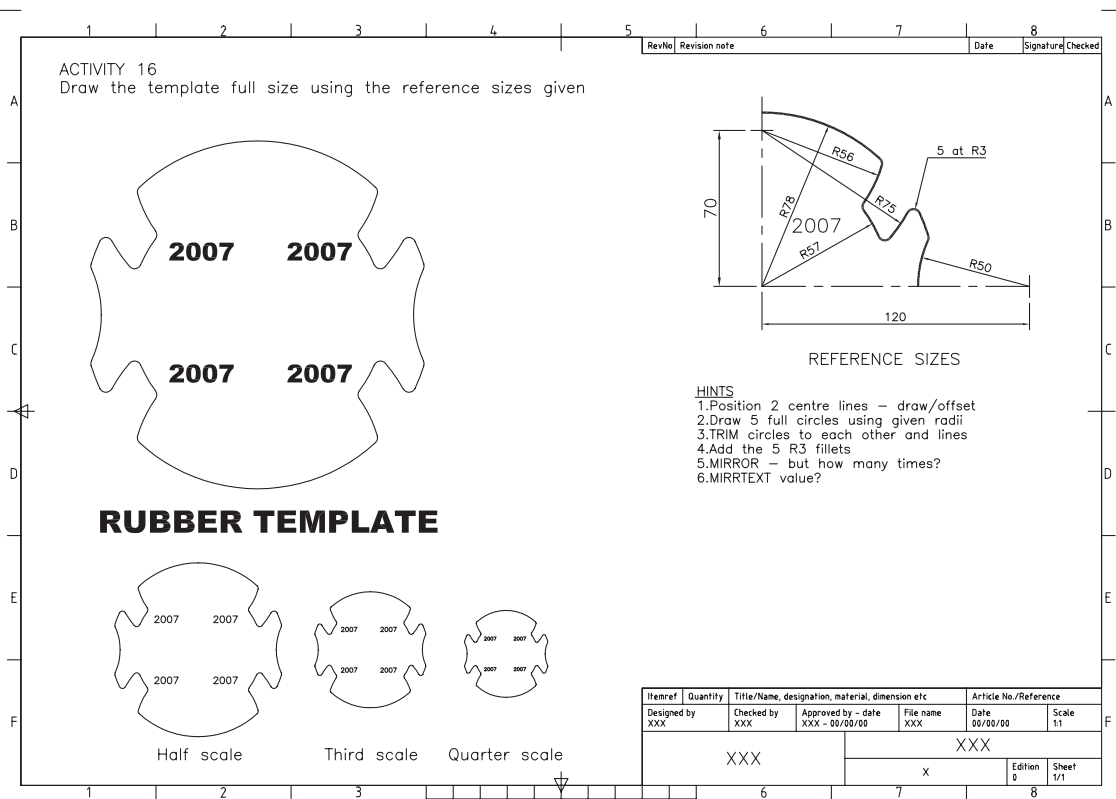 1 2 3 4 5 6 7 8
RevNo Revision note Date Signature Checked
ACTIVITY 16
Draw the template full size using the reference sizes given
A A
B B
C C
D D
E E
F F
2007 2007
2007 2007
5 at R3
R56
R75
R78
70
2007
R57
R50
120
REFERENCE SIZES
HINTS
1.Position 2 centre lines – draw/offset
2.Draw 5 full circles using given radii
3.TRIM circles to each other and lines
4.Add the 5 R3 fillets
5.MIRROR – but how many times?
6.MIRRTEXT value?
RUBBER TEMPLATE
2007 2007
2007 2007
Half scale
2007 2007
2007 2007
Third scale
2007 2007
2007 2007
Quarter scale
Itemref Quantity Title/Name, designation, material, dimension etc Article No./Reference
Designed by Checked by Approved by - date File name Date Scale
XXX XXX XXX - 00/00/00 XXX 00/00/00 1:1
XXX
XXX
X
Edition Sheet
0 1/1
1 2 3 6 7 8